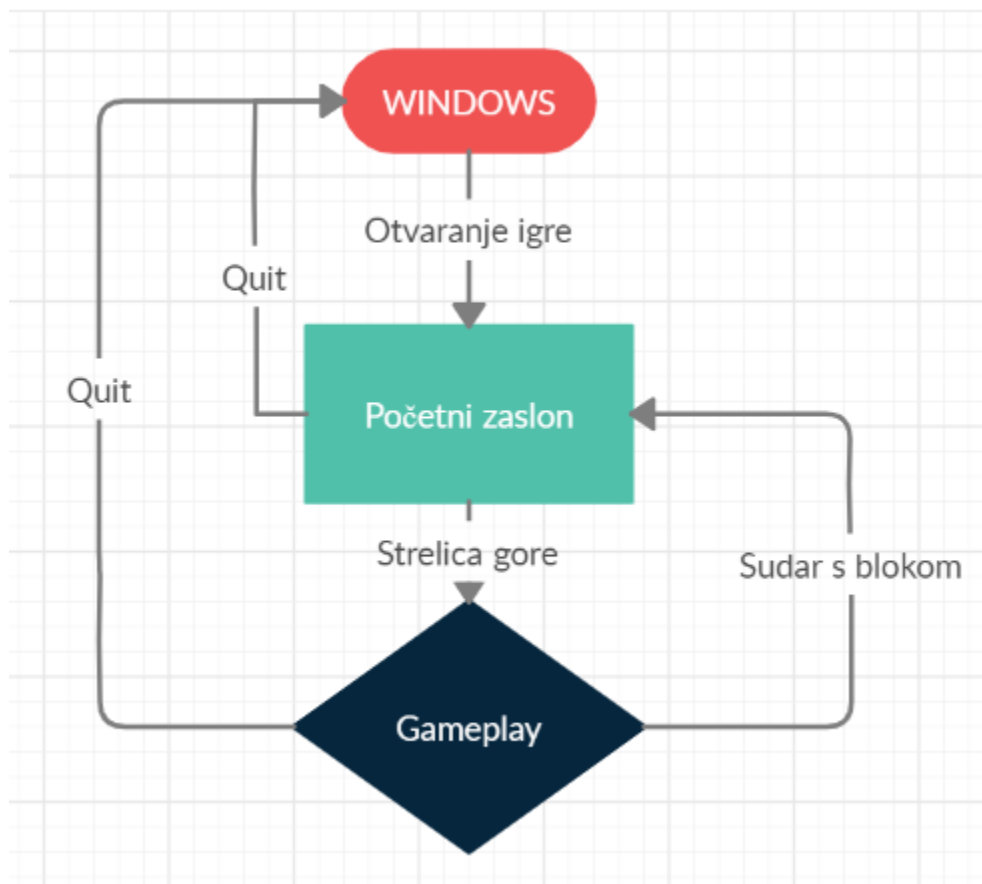 WINDOWS
Otvaranje igre
Quit
Quit
Početni zaslon
Strelica gore
Sudar s blokom
Gameplay